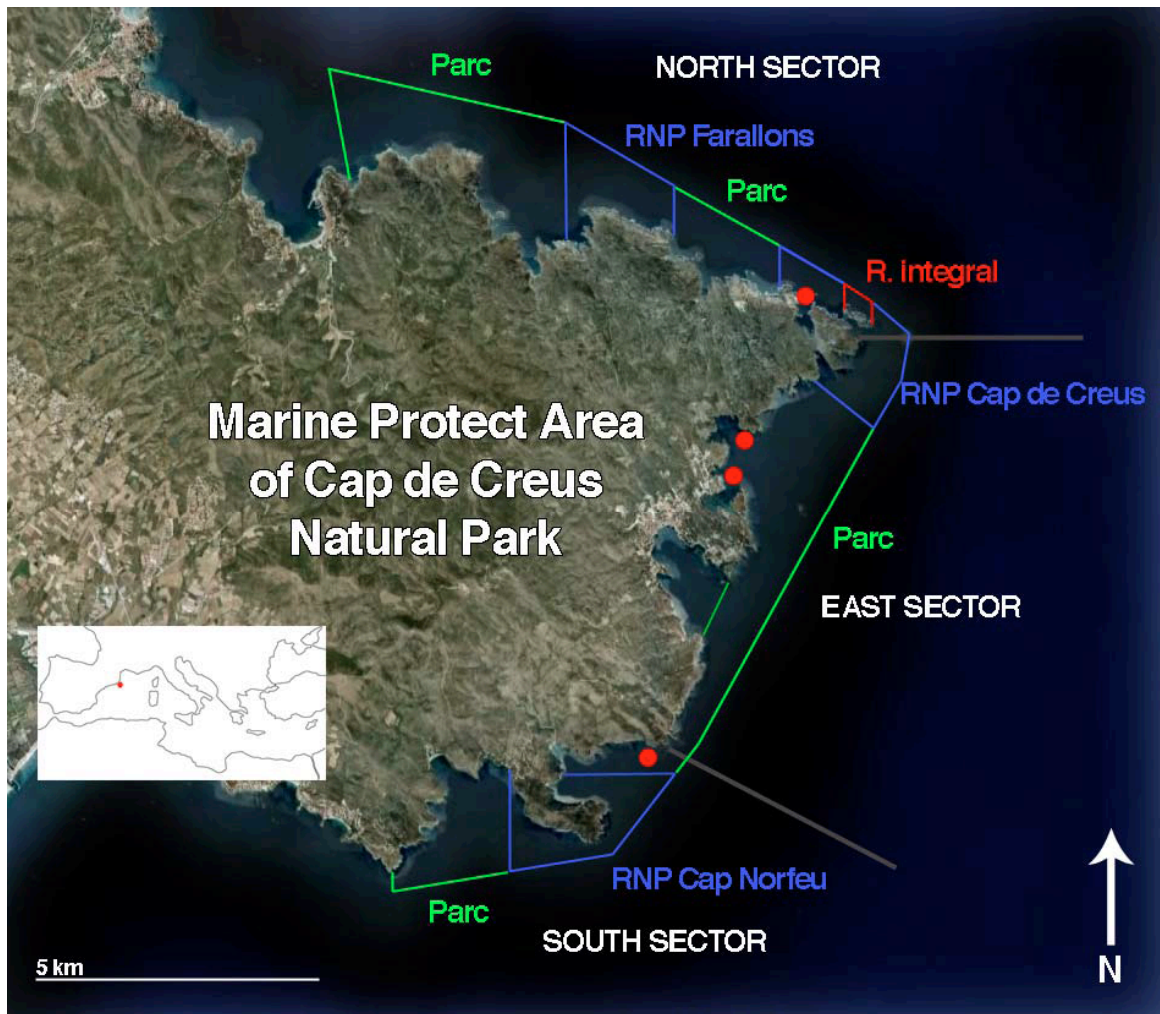 Parc
NORTH SECTOR
RNP Farallons
Parc
R. integral
RNP Cap de Creus
Marine Protect Area
of Cap de Creus
Natural Park
Parc
EAST SECTOR
RNP Cap Norfeu
Parc
SOUTH SECTOR
5 km
N